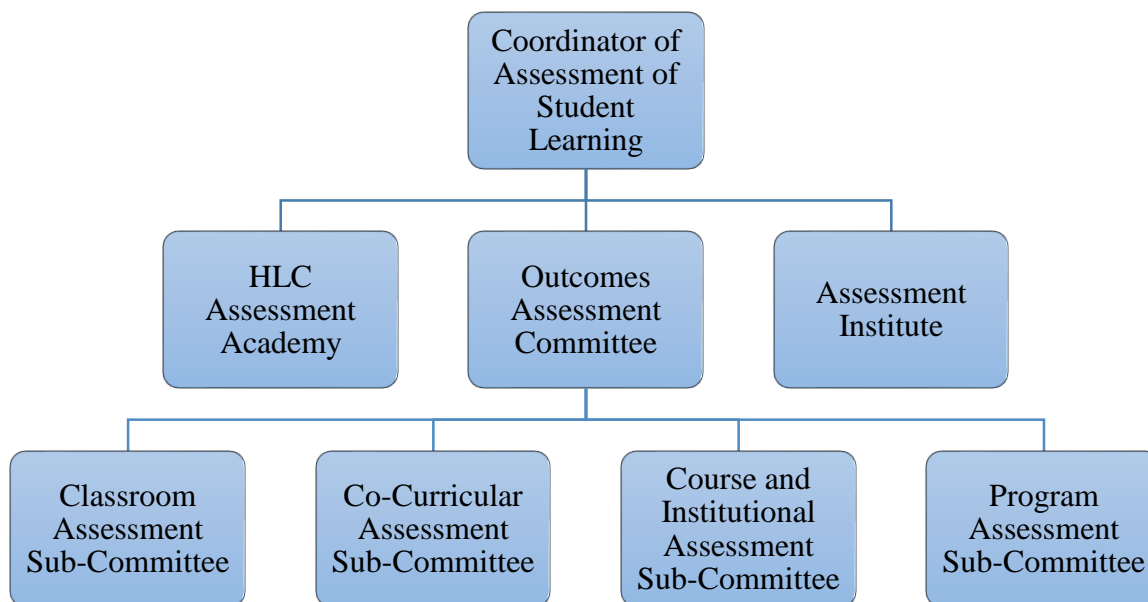 Coordinator of
Assessment of
Student
Learning
HLC
Assessment
Academy
Outcomes
Assessment
Committee
Assessment
Institute
Classroom
Assessment
Sub-Committee
Co-Curricular
Assessment
Sub-Committee
Course and
Institutional
Assessment
Sub-Committee
Program
Assessment
Sub-Committee